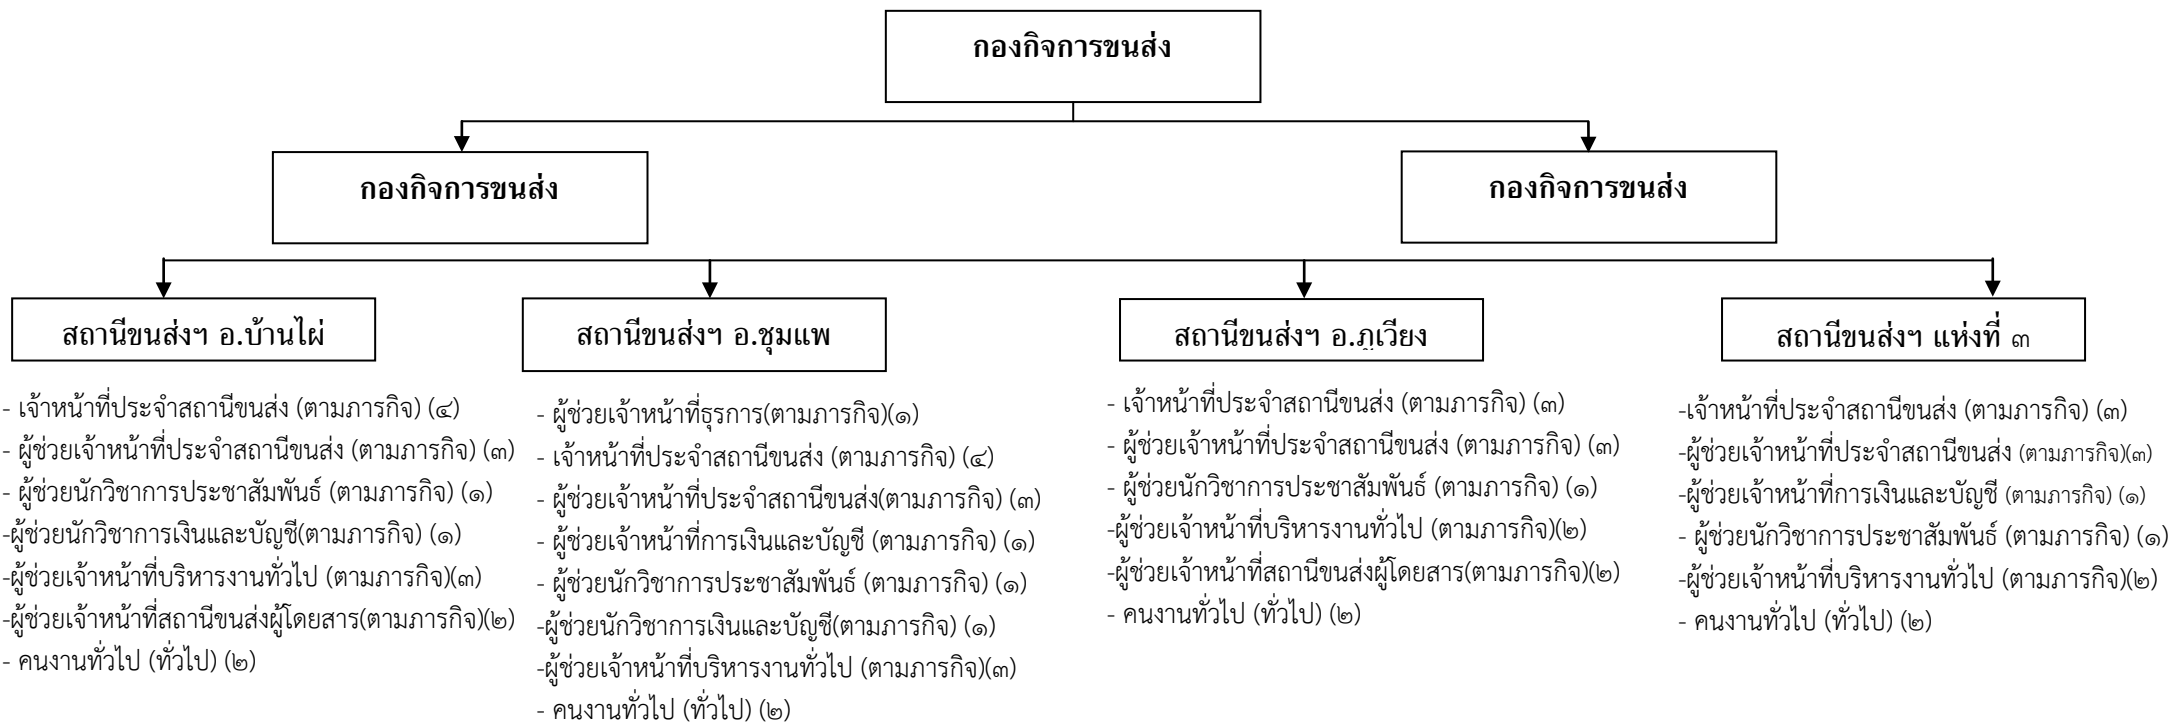 กองกิจการขนส่ง
กองกิจการขนส่ง
กองกิจการขนส่ง
สถานีขนส่งฯ อ.บ้านไผ่
- เจ้าหน้าที่ประจำสถานีขนส่ง (ตามภารกิจ) (๔)
- ผู้ช่วยเจ้าหน้าที่ประจำสถานีขนส่ง (ตามภารกิจ) (๓)
- ผู้ช่วยนักวิชาการประชาสัมพันธ์ (ตามภารกิจ) (๑)
-ผู้ช่วยนักวิชาการเงินและบัญชี(ตามภารกิจ) (๑)
-ผู้ช่วยเจ้าหน้าที่บริหารงานทั่วไป (ตามภารกิจ)(๓)
-ผู้ช่วยเจ้าหน้าที่สถานีขนส่งผู้โดยสาร(ตามภารกิจ)(๒)
- คนงานทั่วไป (ทั่วไป) (๒)
สถานีขนส่งฯ อ.ชุมแพ
- ผู้ช่วยเจ้าหน้าที่ธุรการ(ตามภารกิจ)(๑)
- เจ้าหน้าที่ประจำสถานีขนส่ง (ตามภารกิจ) (๔)
- ผู้ช่วยเจ้าหน้าที่ประจำสถานีขนส่ง(ตามภารกิจ) (๓)
- ผู้ช่วยเจ้าหน้าที่การเงินและบัญชี (ตามภารกิจ) (๑)
- ผู้ช่วยนักวิชาการประชาสัมพันธ์ (ตามภารกิจ) (๑)
-ผู้ช่วยนักวิชาการเงินและบัญชี(ตามภารกิจ) (๑)
-ผู้ช่วยเจ้าหน้าที่บริหารงานทั่วไป (ตามภารกิจ)(๓)
- คนงานทั่วไป (ทั่วไป) (๒)
สถานีขนส่งฯ อ.ภูเวียง
- เจ้าหน้าที่ประจำสถานีขนส่ง (ตามภารกิจ) (๓)
- ผู้ช่วยเจ้าหน้าที่ประจำสถานีขนส่ง (ตามภารกิจ) (๓)
- ผู้ช่วยนักวิชาการประชาสัมพันธ์ (ตามภารกิจ) (๑)
-ผู้ช่วยเจ้าหน้าที่บริหารงานทั่วไป (ตามภารกิจ)(๒)
-ผู้ช่วยเจ้าหน้าที่สถานีขนส่งผู้โดยสาร(ตามภารกิจ)(๒)
- คนงานทั่วไป (ทั่วไป) (๒)
สถานีขนส่งฯ แห่งที่ ๓
-เจ้าหน้าที่ประจำสถานีขนส่ง (ตามภารกิจ) (๓)
-ผู้ช่วยเจ้าหน้าที่ประจำสถานีขนส่ง (ตามภารกิจ)(๓)
-ผู้ช่วยเจ้าหน้าที่การเงินและบัญชี (ตามภารกิจ) (๑)
- ผู้ช่วยนักวิชาการประชาสัมพันธ์ (ตามภารกิจ) (๑)
-ผู้ช่วยเจ้าหน้าที่บริหารงานทั่วไป (ตามภารกิจ)(๒)
- คนงานทั่วไป (ทั่วไป) (๒)